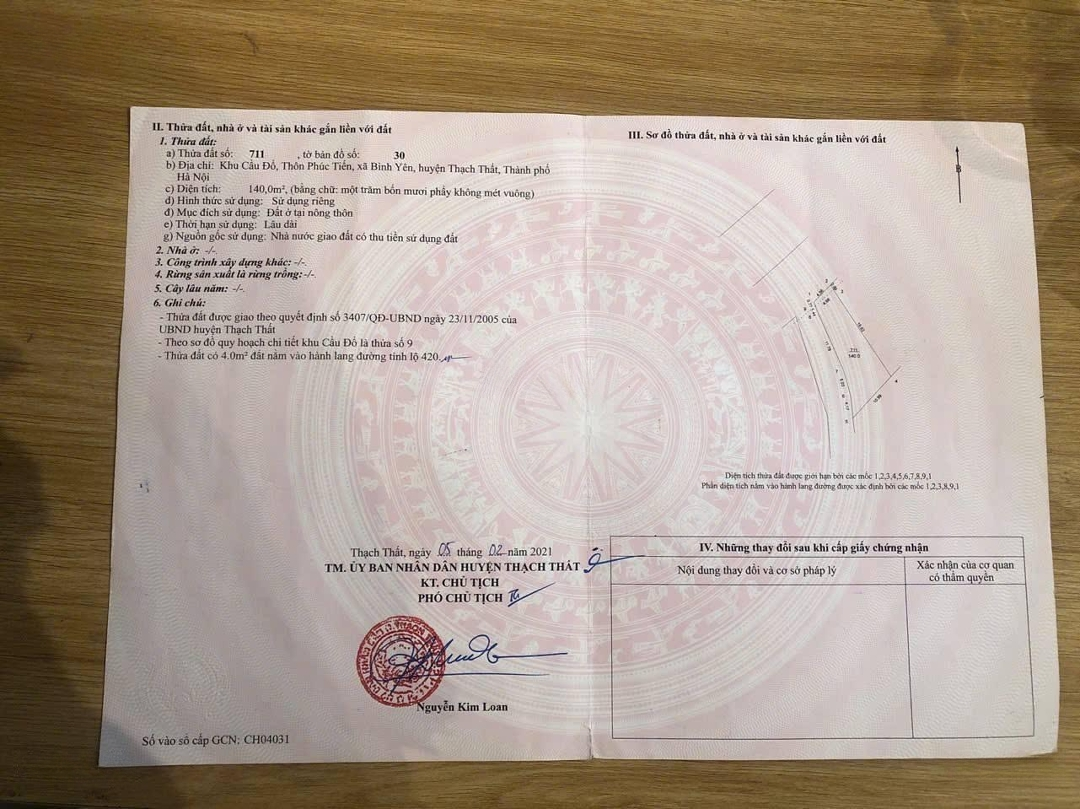 II. Thửa đất, nhà ở và tài sản khác gắn liền với đất
1. Thửa đất:
a) Thửa đất số: 711 , tờ bản đồ số: 30
b) Địa chỉ: Khu Cầu Đồ, Thôn Phúc Tiến, xã Bình Yên, huyện Thạch Thất, Thành phố
Hà Nội
c) Diện tích: 140,0m², (bằng chữ: một trăm bốn mươi phẩy không mét vuông)
d) Hình thức sử dụng: Sử dụng riêng
đ) Mục đích sử dụng: Đất ở tại nông thôn
e) Thời hạn sử dụng: Lâu dài
g) Nguồn gốc sử dụng: Nhà nước giao đất có thu tiền sử dụng đất
2. Nhà ở: -/-
3. Công trình xây dựng khác: -/-
4. Rừng sản xuất là rừng trồng: -/-
5. Cây lâu năm: -/-
6. Ghi chú:
- Thửa đất được giao theo quyết định số 3407/QĐ-UBND ngày 23/11/2005 của
UBND huyện Thạch Thất
- Theo sơ đồ quy hoạch chi tiết khu Cầu Đồ là thửa số 9
- Thửa đất có 4.0m² đất nằm vào hành lang đường tỉnh lộ 420
Thạch Thất, ngày 05 tháng 02 năm 2021
TM. ỦY BAN NHÂN DÂN HUYỆN THẠCH THẤT
KT. CHỦ TỊCH
PHÓ CHỦ TỊCH
Nguyễn Kim Loan
Số vào sổ cấp GCN: CH04031
III. Sơ đồ thửa đất, nhà ở và tài sản khác gắn liền với đất
B
711
140.0
Diện tích thửa đất được giới hạn bởi các mốc 1,2,3,4,5,6,7,8,9,1
Phần diện tích nằm vào hành lang đường được xác định bởi các mốc 1,2,3,8,9,1
IV. Những thay đổi sau khi cấp giấy chứng nhận
Nội dung thay đổi và cơ sở pháp lý
Xác nhận của cơ quan
có thẩm quyền